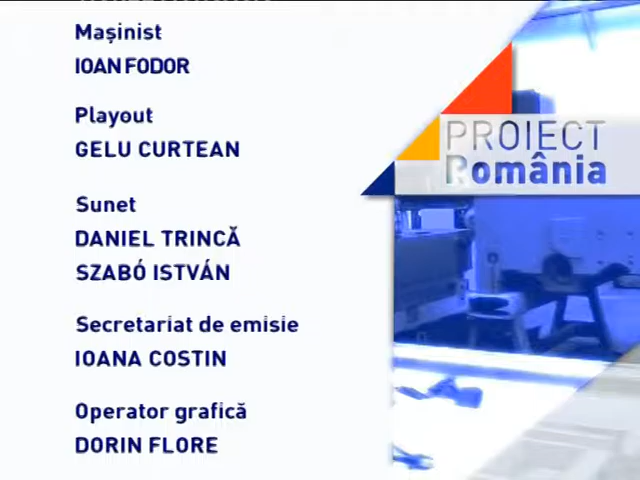 Mașinist
IOAN FODOR
Playout
GELU CURTEAN
Sunet
DANIEL TRINCĂ
SZABÓ ISTVÁN
Secretariat de emisie
IOANA COSTIN
Operator grafică
DORIN FLORE
PROIECT
România